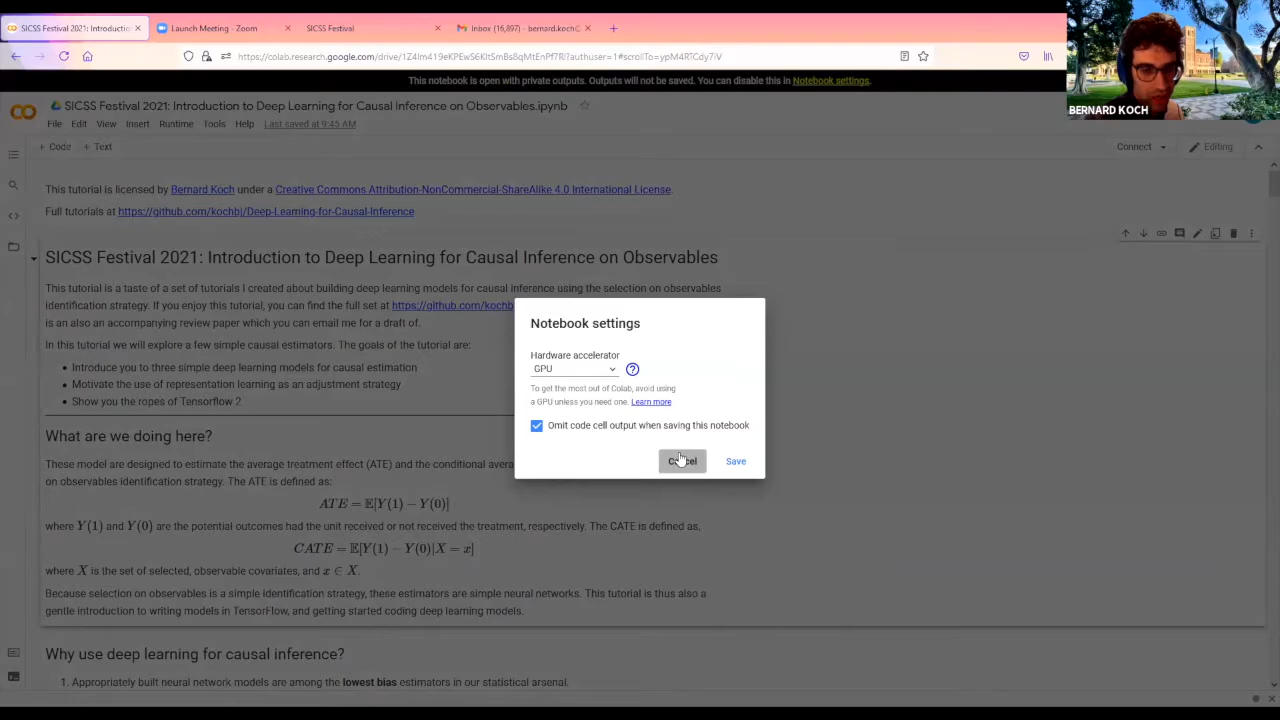 SICSS Festival 2021: Introductio
Launch Meeting - Zoom
SICSS Festival
Inbox (16,897) - bernard.koch@
https://colab.research.google.com/drive/1Z4Im419eKPEwS6KItSmBs8qMtEnPf7RI?authuser=1#scrollTo=ypM4RTCdy7iV
This notebook is open with private outputs. Outputs will not be saved. You can disable this in Notebook settings.
BERNARD KOCH
SICSS Festival 2021: Introduction to Deep Learning for Causal Inference on Observables.ipynb
File Edit View Insert Runtime Tools Help Last saved at 9:45 AM
+ Code + Text
Connect
Editing
This tutorial is licensed by Bernard Koch under a Creative Commons Attribution-NonCommercial-ShareAlike 4.0 International License.
Full tutorials at https://github.com/kochbj/Deep-Learning-for-Causal-Inference
SICSS Festival 2021: Introduction to Deep Learning for Causal Inference on Observables
This tutorial is a taste of a set of tutorials I created about building deep learning models for causal inference using the selection on observables
identification strategy. If you enjoy this tutorial, you can find the full set at https://github.com/kochb
is an also an accompanying review paper which you can email me for a draft of.
In this tutorial we will explore a few simple causal estimators. The goals of the tutorial are:
• Introduce you to three simple deep learning models for causal estimation
• Motivate the use of representation learning as an adjustment strategy
• Show you the ropes of Tensorflow 2
Notebook settings
Hardware accelerator
GPU
?
To get the most of Colab, avoid using
a GPU unless you need one. Learn more
Omit code cell output when saving this notebook
Cancel
Save
What are we doing here?
These model are designed to estimate the average treatment effect (ATE) and the conditional aver
on observables identification strategy. The ATE is defined as:
ATE = 𝔼[Y(1) − Y(0)]
where Y(1) and Y(0) are the potential outcomes had the unit received or not received the treatment, respectively. The CATE is defined as,
CATE = 𝔼[Y(1) − Y(0)|X = x]
where X is the set of selected, observable covariates, and x ∈ X.
Because selection on observables is a simple identification strategy, these estimators are simple neural networks. This tutorial is thus also a
gentle introduction to writing models in TensorFlow, and getting started coding deep learning models.
Why use deep learning for causal inference?
1. Appropriately built neural network models are among the lowest bias estimators in our statistical arsenal.